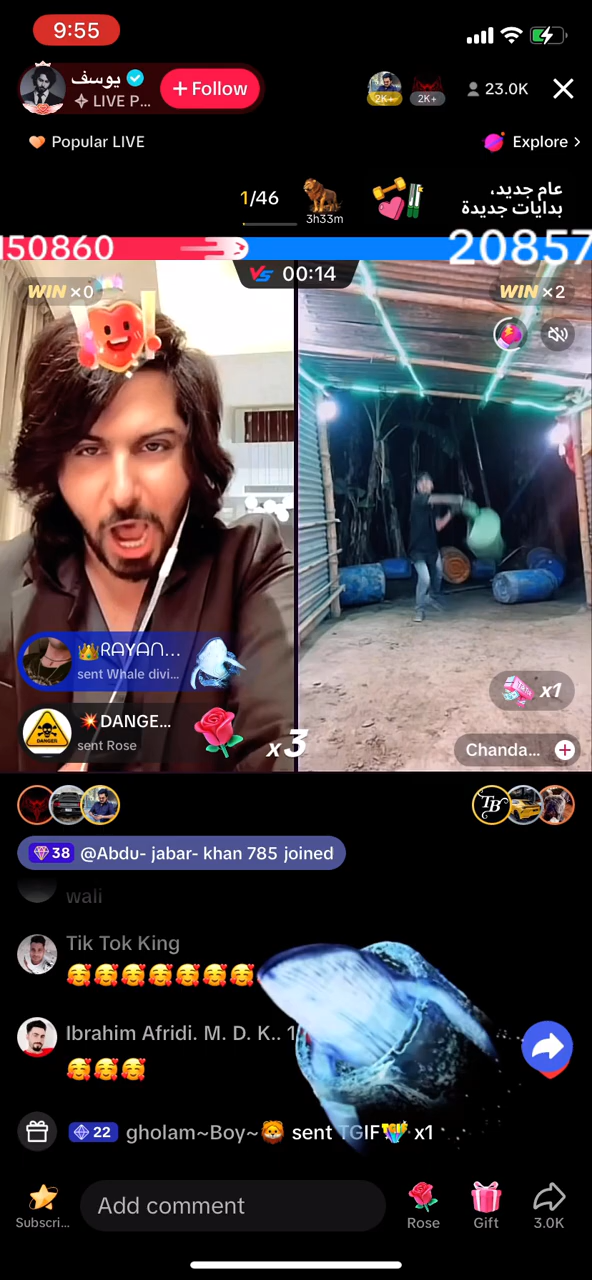 9:55
يوسف
LIVE P...
+ Follow
2K+
2K+
23.0K
Popular LIVE
Explore >
1/46
3h33m
عام جديد،
بدايات جديدة
150860
20857
VS 00:14
WIN ×0
WIN ×2
👑RAYAN...
sent Whale divi...
💥DANGE...
DANGER
sent Rose
x3
x1
Chanda...
TB
38 @Abdu- jabar- khan 785 joined
wali
Tik Tok King
🥰🥰🥰🥰🥰🥰🥰
Ibrahim Afridi. M. D. K.. 1
🥰🥰🥰
22 gholam~Boy~🦁 sent TGIF x1
Subscri...
Add comment
Rose
Gift
3.0K